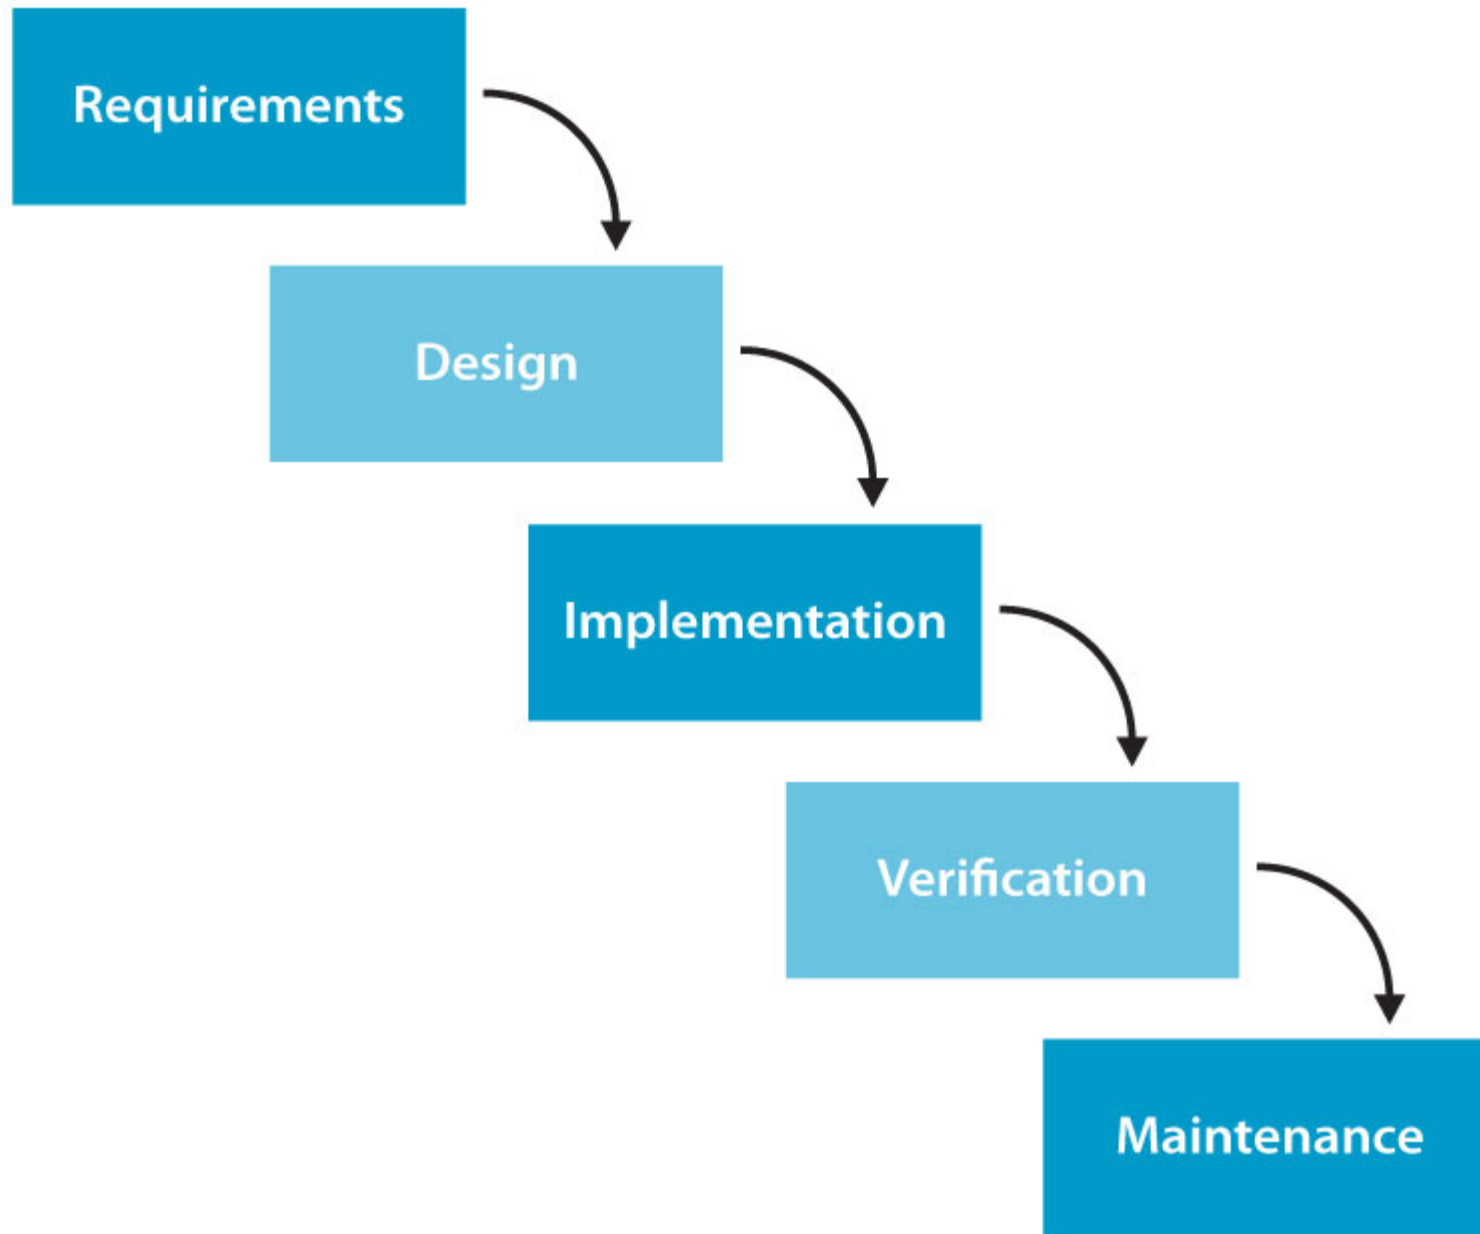 Requirements
Design
Implementation
Verification
Maintenance